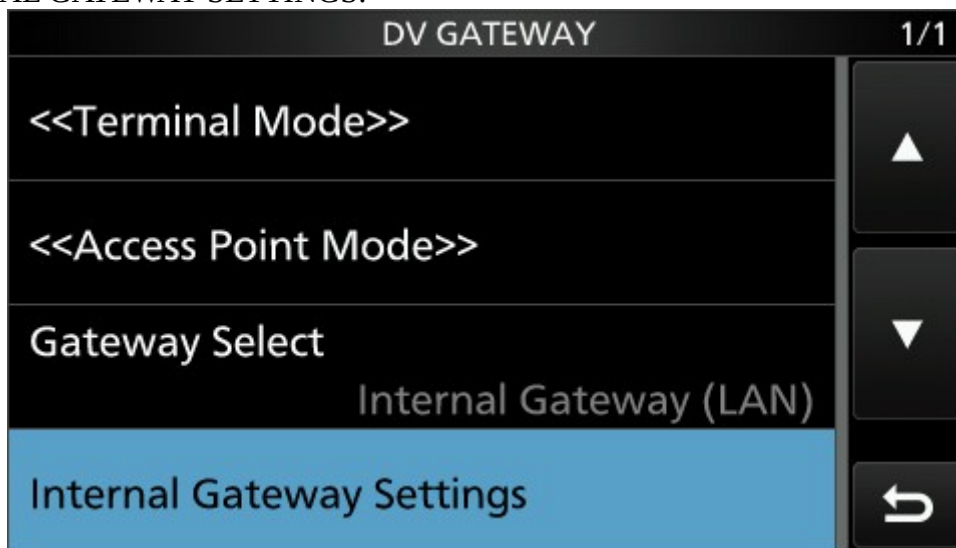 DV GATEWAY 1/1
<<Terminal Mode>>
<<Access Point Mode>>
Gateway Select
Internal Gateway (LAN)
Internal Gateway Settings